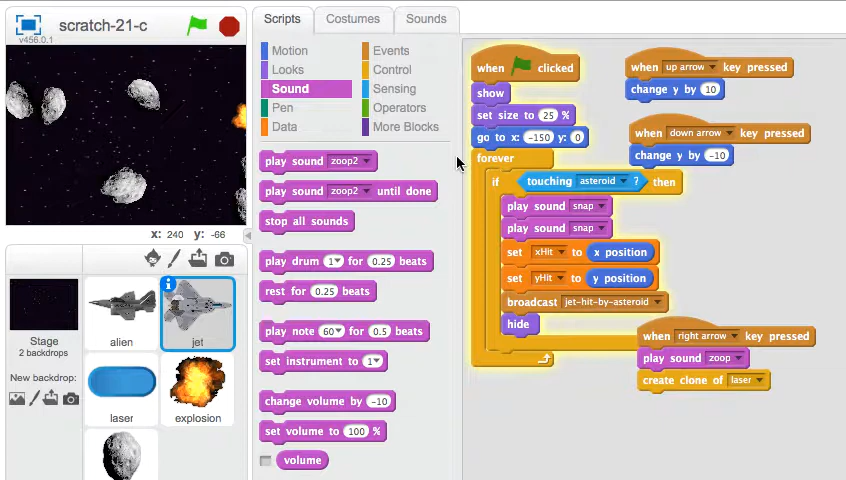 scratch-21-c
v456.0.1
x: 240 y: -66
Stage
2 backdrops
New backdrop:
alien
jet
laser
explosion
Scripts
Costumes
Sounds
Motion
Looks
Sound
Pen
Data
Events
Control
Sensing
Operators
More Blocks
play sound zoop2
play sound zoop2 until done
stop all sounds
play drum 1 for 0.25 beats
rest for 0.25 beats
play note 60 for 0.5 beats
set instrument to 1
change volume by -10
set volume to 100 %
volume
when clicked
show
set size to 25 %
go to x: -150 y: 0
forever
if touching asteroid ? then
play sound snap
play sound snap
set xHit to x position
set yHit to y position
broadcast jet-hit-by-asteroid
hide
when up arrow key pressed
change y by 10
when down arrow key pressed
change y by -10
when right arrow key pressed
play sound zoop
create clone of laser